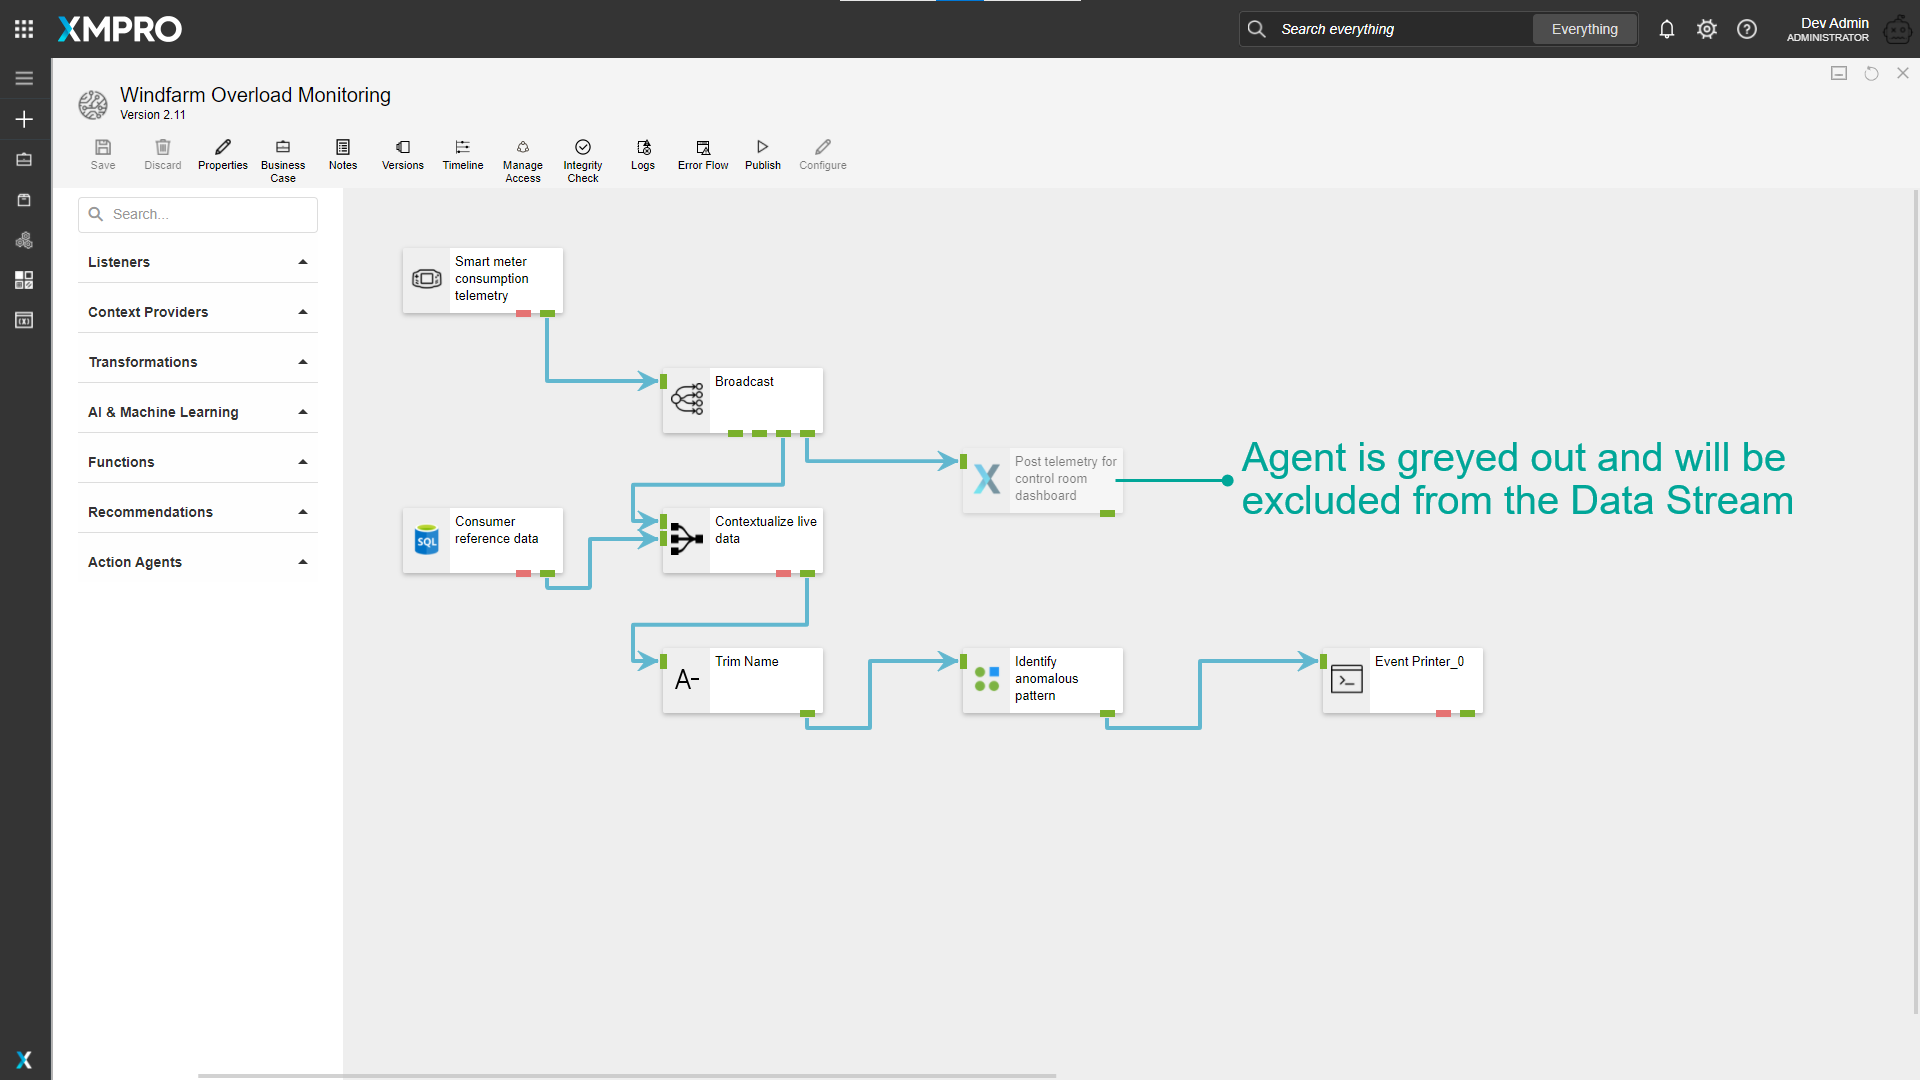 XMPRO
Search everything
Everything
Dev Admin
ADMINISTRATOR
Windfarm Overload Monitoring
Version 2.11
Save
Discard
Properties
Business
Case
Notes
Versions
Timeline
Manage
Access
Integrity
Check
Logs
Error Flow
Publish
Configure
Search...
Listeners
Context Providers
Transformations
AI & Machine Learning
Functions
Recommendations
Action Agents
Smart meter
consumption
telemetry
Broadcast
Post telemetry for
control room
dashboard
Agent is greyed out and will be
excluded from the Data Stream
SQL
Consumer
reference data
Contextualize live
data
A-
Trim Name
Identify
anomalous
pattern
Event Printer_0